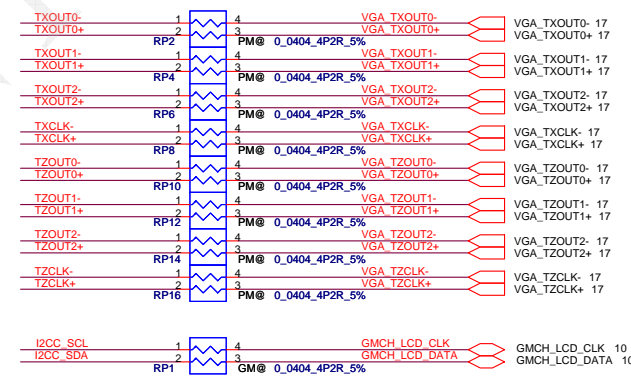 TXOUT0- 1 4 VGA_TXOUT0- VGA_TXOUT0- 17
TXOUT0+ 2 3 VGA_TXOUT0+ VGA_TXOUT0+ 17
RP2 PM@ 0_0404_4P2R_5%
TXOUT1- 1 4 VGA_TXOUT1- VGA_TXOUT1- 17
TXOUT1+ 2 3 VGA_TXOUT1+ VGA_TXOUT1+ 17
RP4 PM@ 0_0404_4P2R_5%
TXOUT2- 1 4 VGA_TXOUT2- VGA_TXOUT2- 17
TXOUT2+ 2 3 VGA_TXOUT2+ VGA_TXOUT2+ 17
RP6 PM@ 0_0404_4P2R_5%
TXCLK- 1 4 VGA_TXCLK- VGA_TXCLK- 17
TXCLK+ 2 3 VGA_TXCLK+ VGA_TXCLK+ 17
RP8 PM@ 0_0404_4P2R_5%
TZOUT0- 1 4 VGA_TZOUT0- VGA_TZOUT0- 17
TZOUT0+ 2 3 VGA_TZOUT0+ VGA_TZOUT0+ 17
RP10 PM@ 0_0404_4P2R_5%
TZOUT1- 1 4 VGA_TZOUT1- VGA_TZOUT1- 17
TZOUT1+ 2 3 VGA_TZOUT1+ VGA_TZOUT1+ 17
RP12 PM@ 0_0404_4P2R_5%
TZOUT2- 1 4 VGA_TZOUT2- VGA_TZOUT2- 17
TZOUT2+ 2 3 VGA_TZOUT2+ VGA_TZOUT2+ 17
RP14 PM@ 0_0404_4P2R_5%
TZCLK- 1 4 VGA_TZCLK- VGA_TZCLK- 17
TZCLK+ 2 3 VGA_TZCLK+ VGA_TZCLK+ 17
RP16 PM@ 0_0404_4P2R_5%
I2CC_SCL 1 4 GMCH_LCD_CLK GMCH_LCD_CLK 10
I2CC_SDA 2 3 GMCH_LCD_DATA GMCH_LCD_DATA 10
RP1 GM@ 0_0404_4P2R_5%